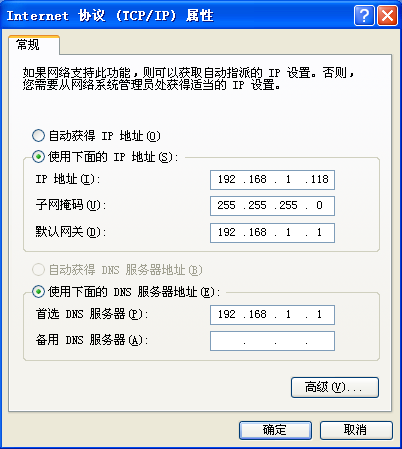 Internet 协议 (TCP/IP) 属性
常规
如果网络支持此功能,则可以获取自动指派的 IP 设置。否则,
您需要从网络系统管理员处获得适当的 IP 设置。
自动获得 IP 地址(O)
使用下面的 IP 地址(S):
IP 地址(I): 192 .168 . 1 .118
子网掩码(U): 255 .255 .255 . 0
默认网关(D): 192 .168 . 1 . 1
自动获得 DNS 服务器地址(B)
使用下面的 DNS 服务器地址(E):
首选 DNS 服务器(P): 192 .168 . 1 . 1
备用 DNS 服务器(A): . . .
高级(V)...
确定 取消